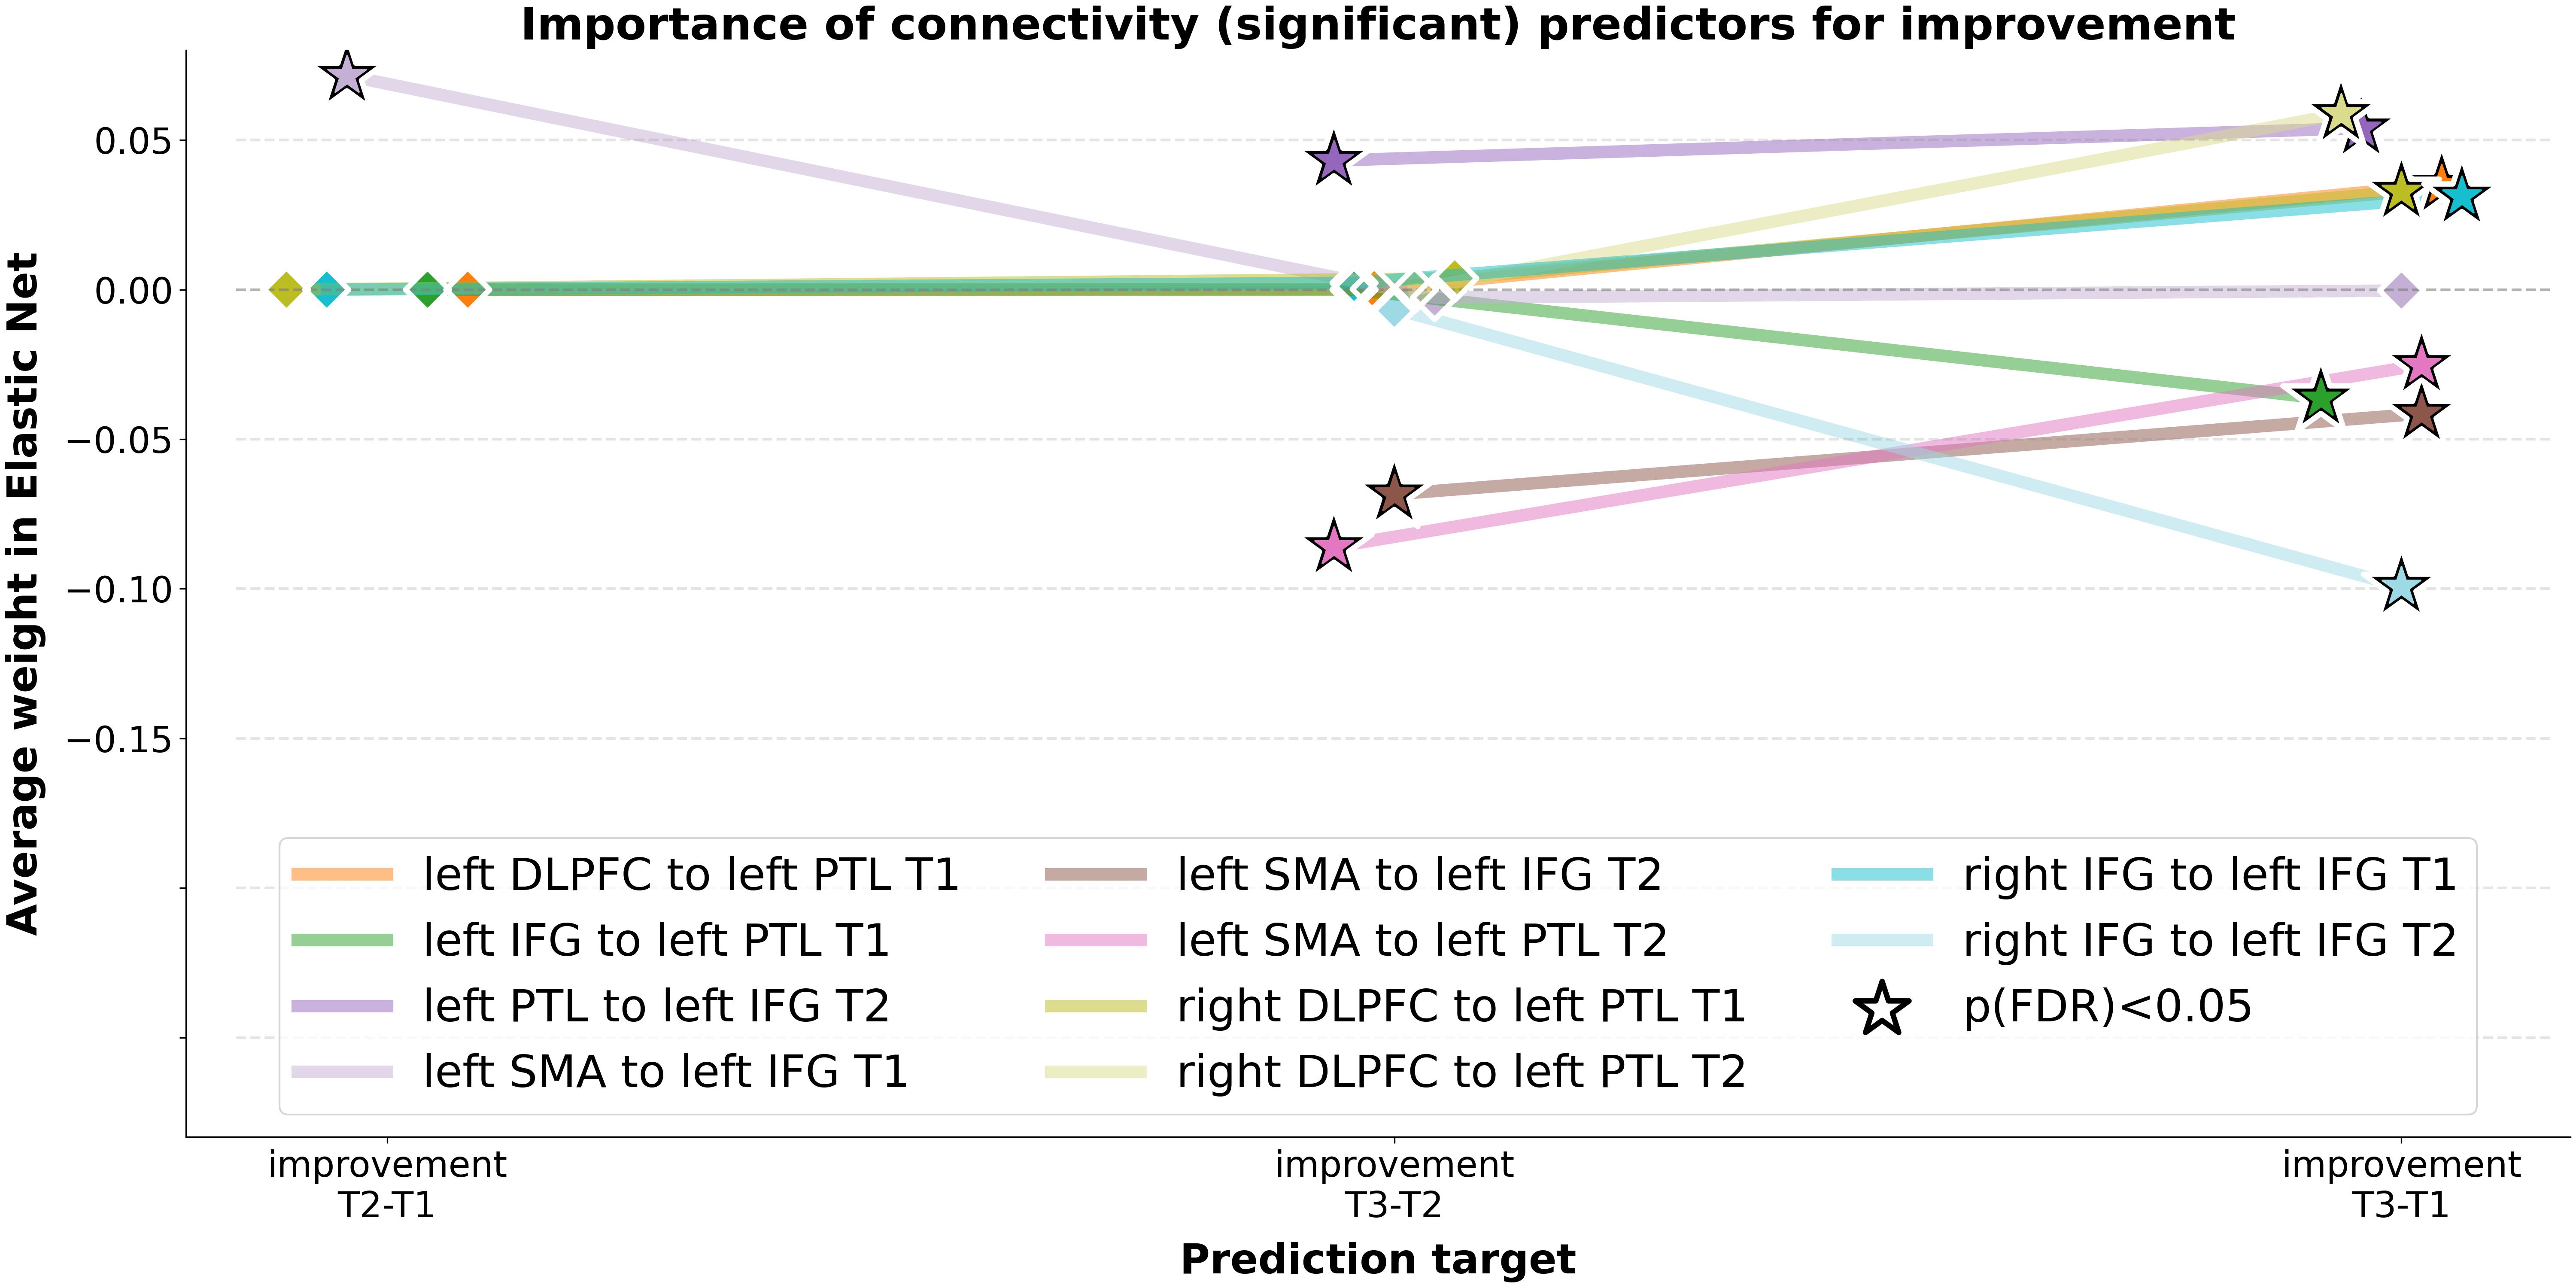 Importance of connectivity (significant) predictors for improvement
Average weight in Elastic Net
0.05
0.00
−0.05
−0.10
−0.15
left DLPFC to left PTL T1
left IFG to left PTL T1
left PTL to left IFG T2
left SMA to left IFG T1
left SMA to left IFG T2
left SMA to left PTL T2
right DLPFC to left PTL T1
right DLPFC to left PTL T2
right IFG to left IFG T1
right IFG to left IFG T2
p(FDR)<0.05
improvement
T2-T1
improvement
T3-T2
improvement
T3-T1
Prediction target